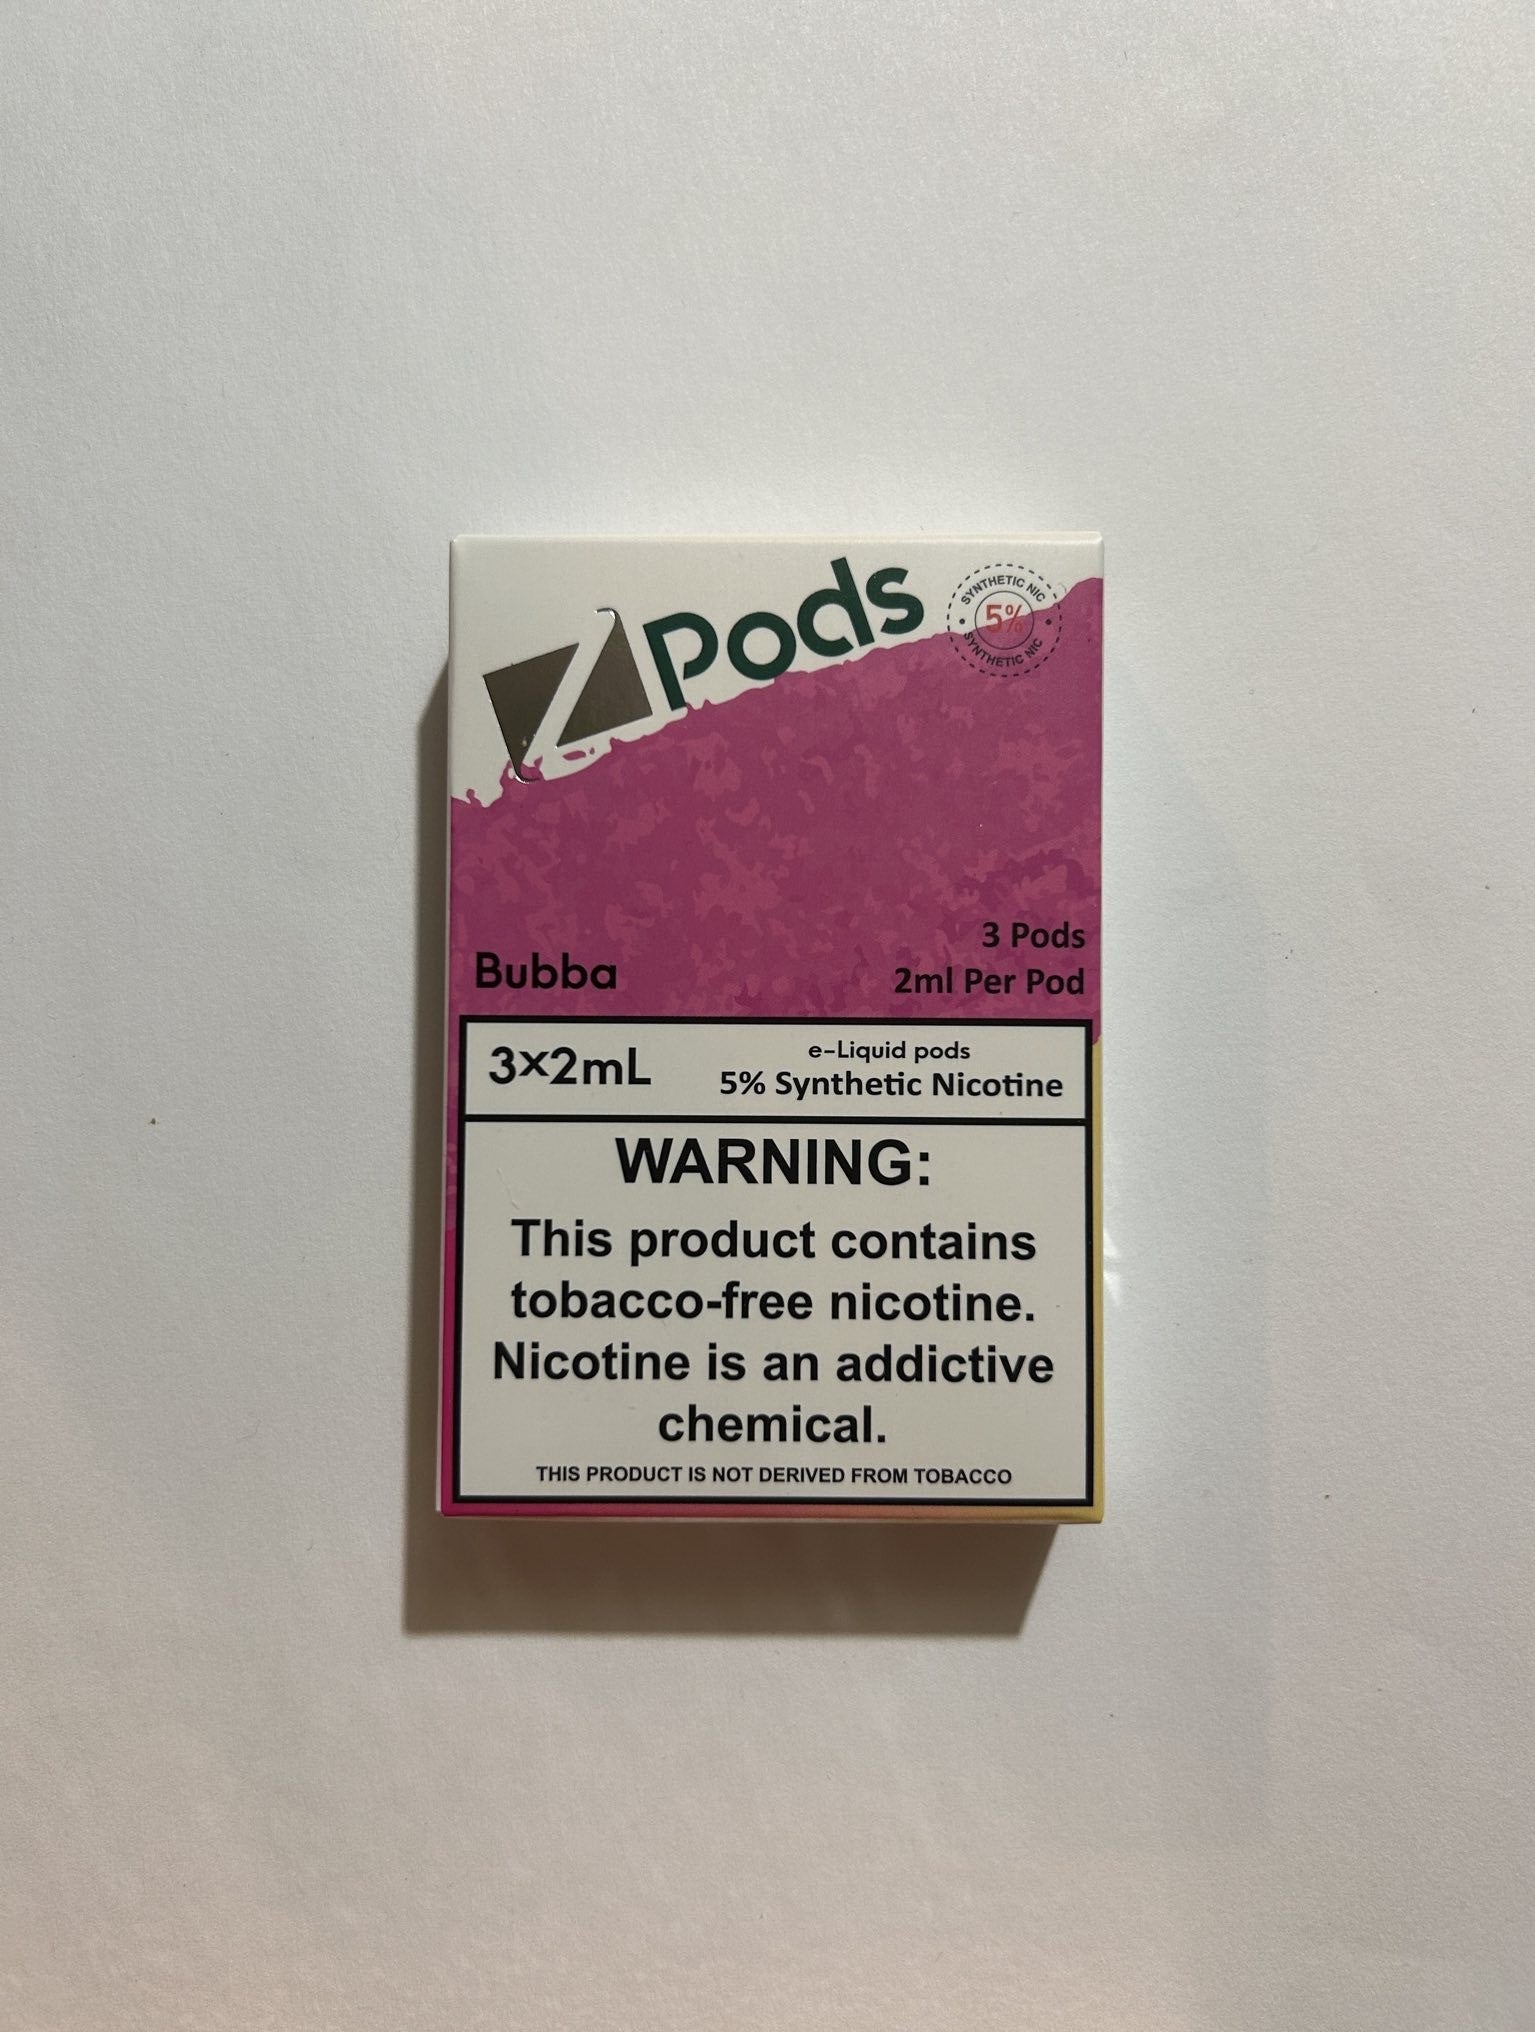 Z Pods
SYNTHETIC NIC
5%
SYNTHETIC NIC
Bubba
3 Pods
2ml Per Pod
3×2mL
e-Liquid pods
5% Synthetic Nicotine
WARNING:
This product contains
tobacco-free nicotine.
Nicotine is an addictive
chemical.
THIS PRODUCT IS NOT DERIVED FROM TOBACCO